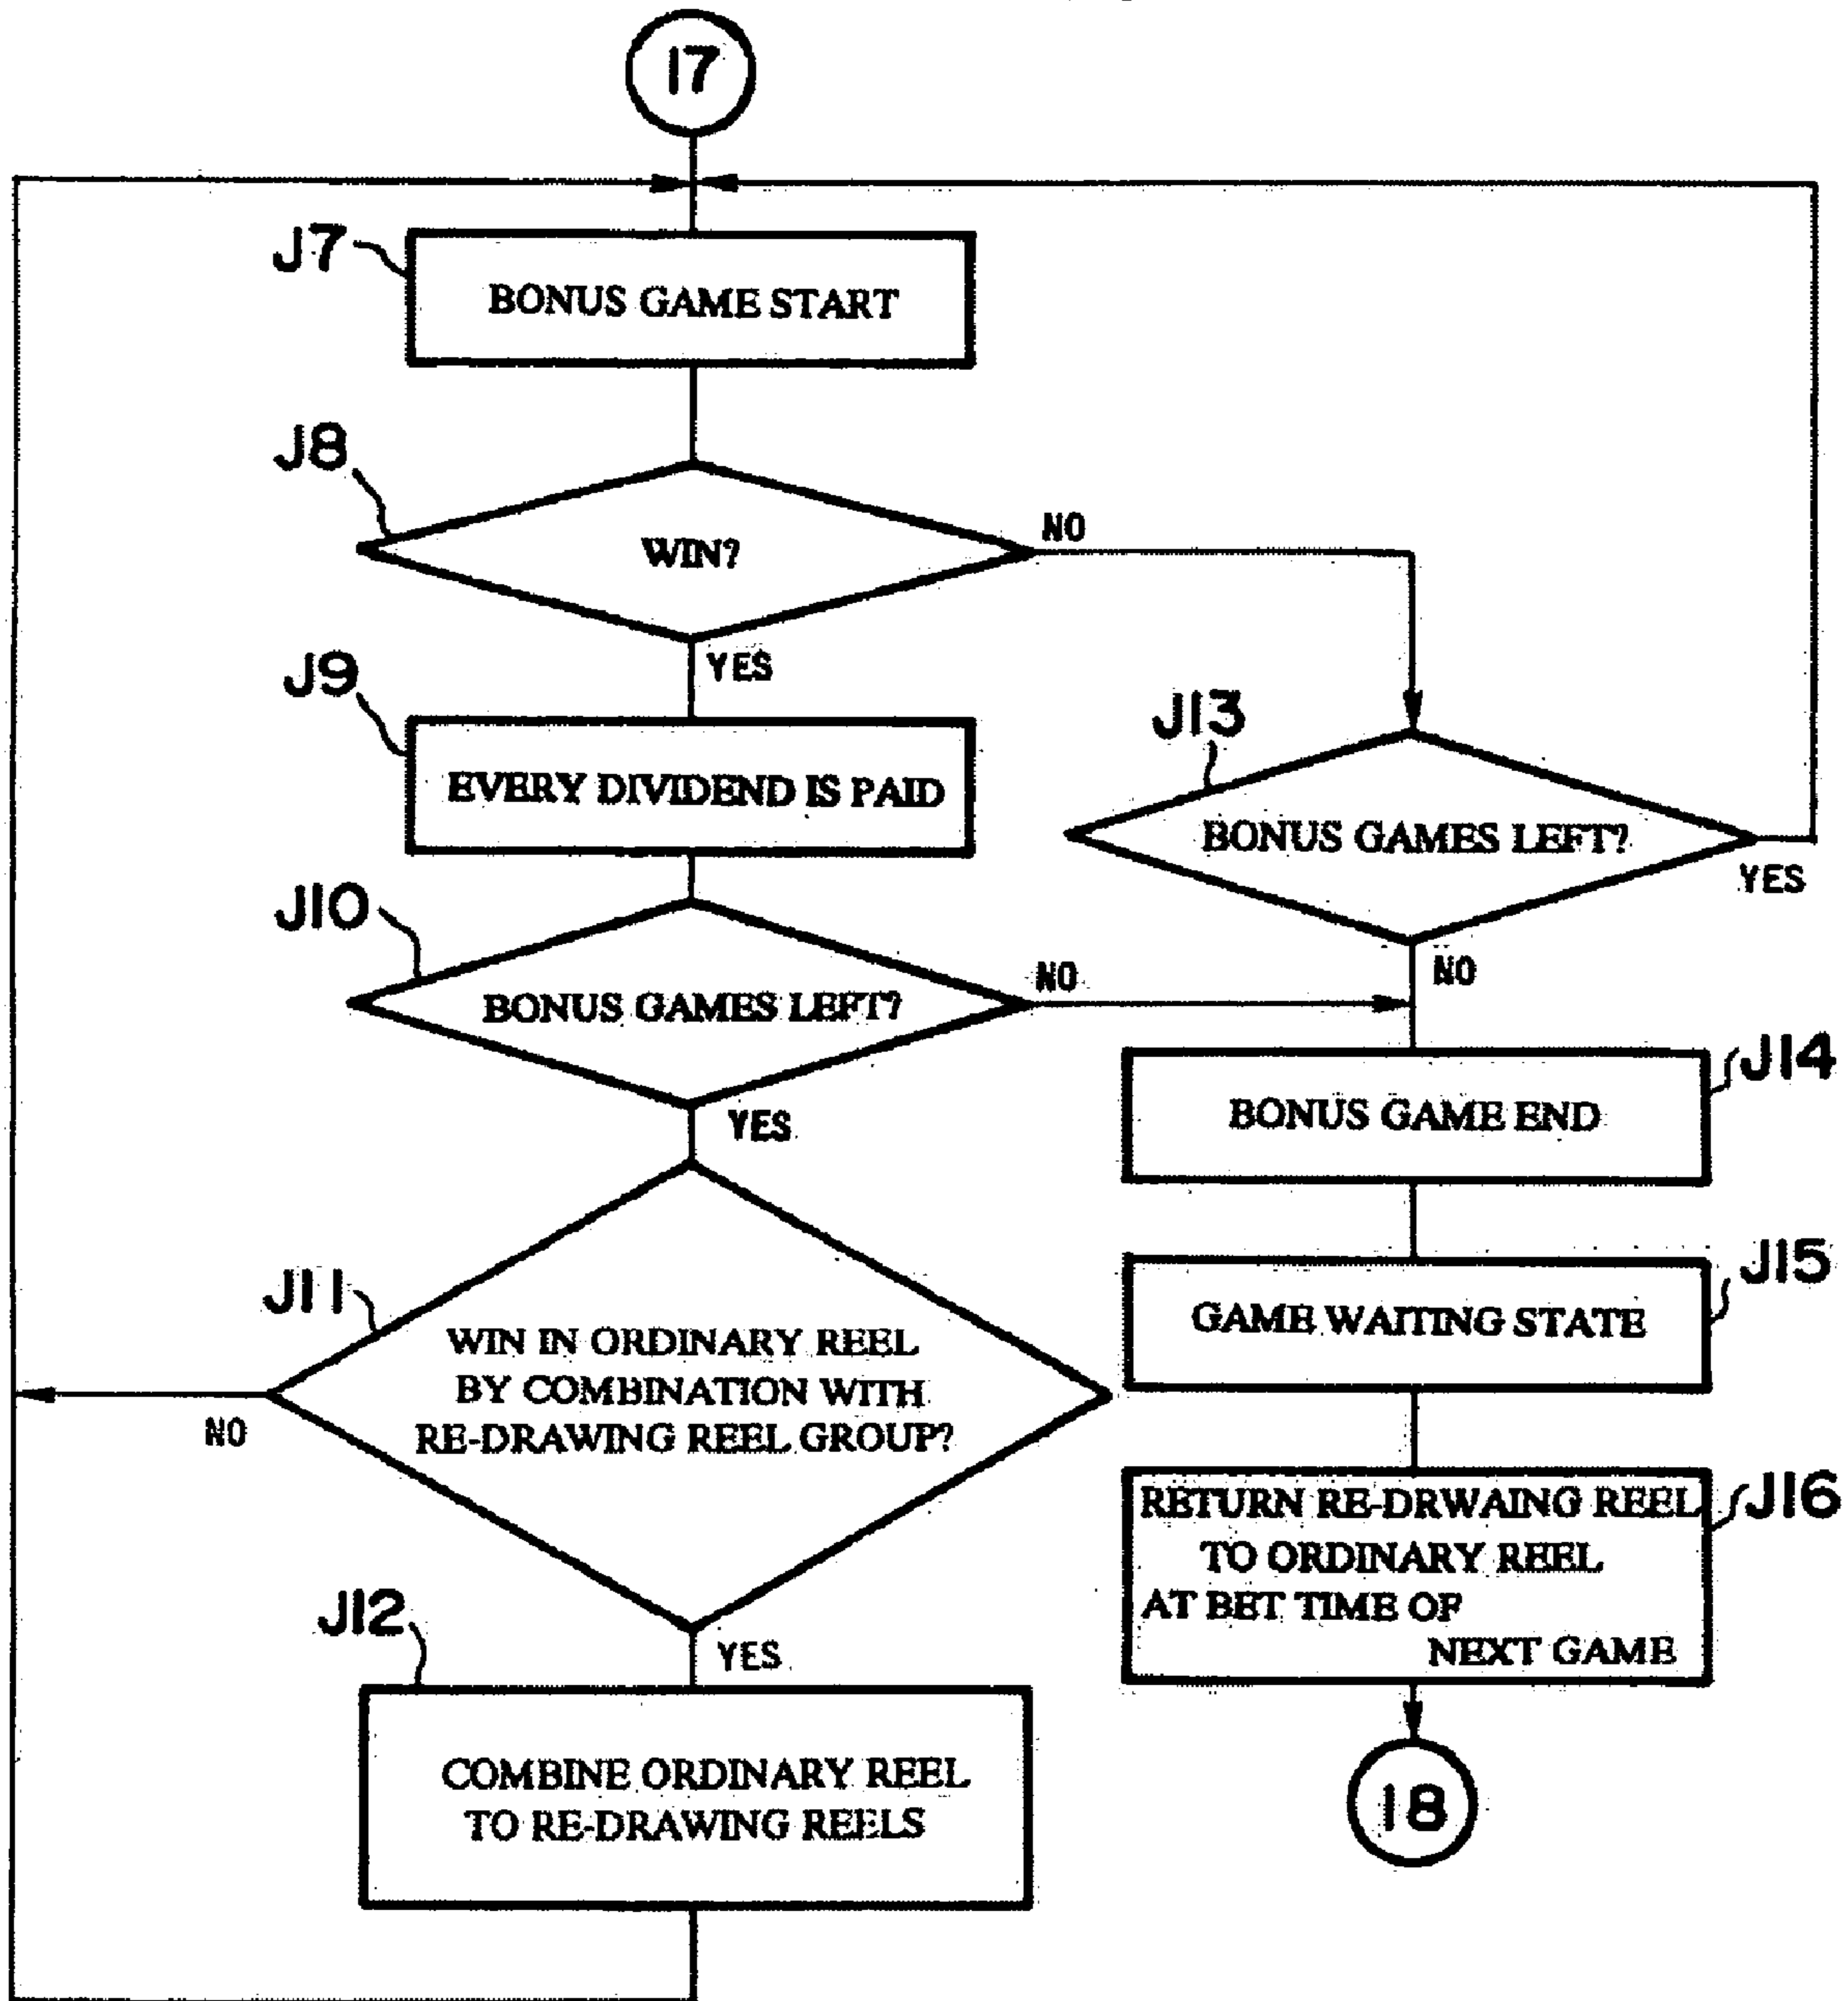 17
J7
BONUS GAME START
J8
WIN?
NO
YES
J9
EVERY DIVIDEND IS PAID
J13
BONUS GAMES LEFT?
YES
NO
J10
BONUS GAMES LEFT?
NO
YES
J14
BONUS GAME END
J11
WIN IN ORDINARY REEL
BY COMBINATION WITH
RE-DRAWING REEL GROUP?
NO
YES
J15
GAME WAITING STATE
J16
RETURN RE-DRWAING REEL
TO ORDINARY REEL
AT BET TIME OF
NEXT GAME
J12
COMBINE ORDINARY REEL
TO RE-DRAWING REELS
18